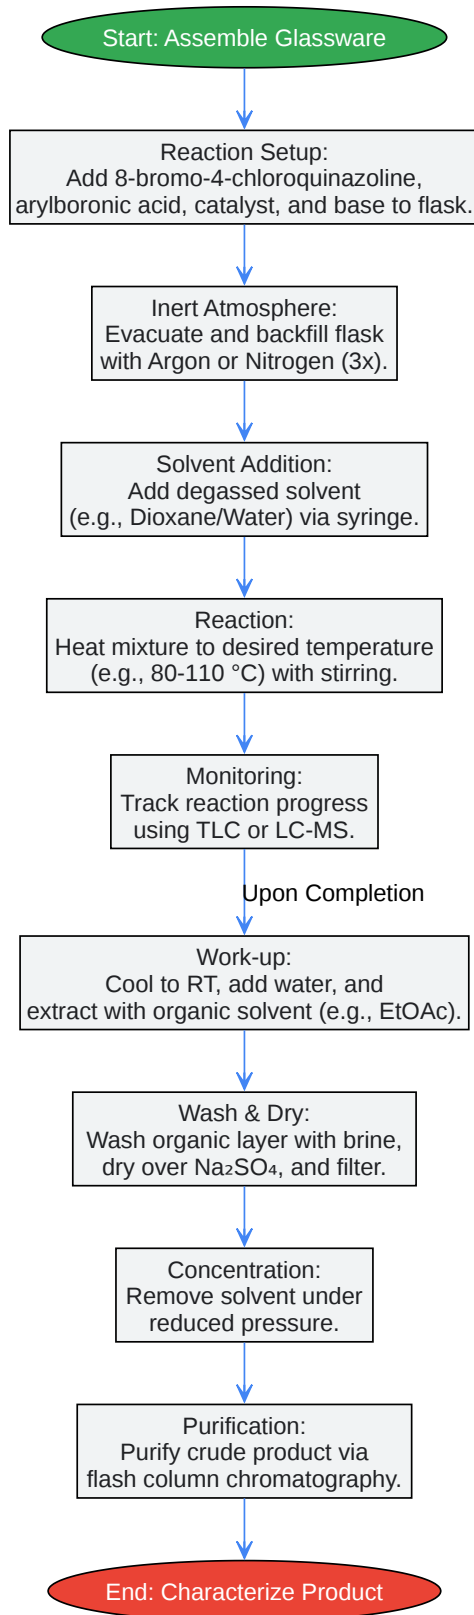 Start: Assemble Glassware
Reaction Setup:
Add 8-bromo-4-chloroquinazoline,
arylboronic acid, catalyst, and base to flask.
Inert Atmosphere:
Evacuate and backfill flask
with Argon or Nitrogen (3x).
Solvent Addition:
Add degassed solvent
(e.g., Dioxane/Water) via syringe.
Reaction:
Heat mixture to desired temperature
(e.g., 80-110 °C) with stirring.
Monitoring:
Track reaction progress
using TLC or LC-MS.
Upon Completion
Work-up:
Cool to RT, add water, and
extract with organic solvent (e.g., EtOAc).
Wash & Dry:
Wash organic layer with brine,
dry over Na₂SO₄, and filter.
Concentration:
Remove solvent under
reduced pressure.
Purification:
Purify crude product via
flash column chromatography.
End: Characterize Product